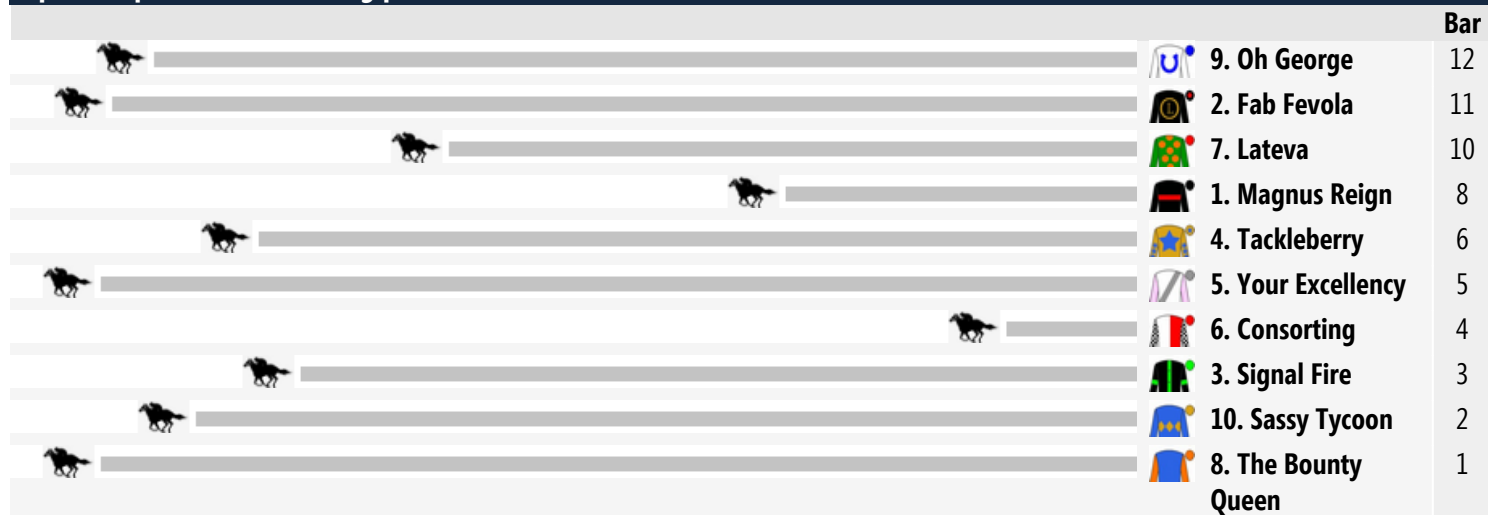 Bar
9. Oh George 12
2. Fab Fevola 11
7. Lateva 10
1. Magnus Reign 8
4. Tackleberry 6
5. Your Excellency 5
6. Consorting 4
3. Signal Fire 3
10. Sassy Tycoon 2
8. The Bounty 1
Queen